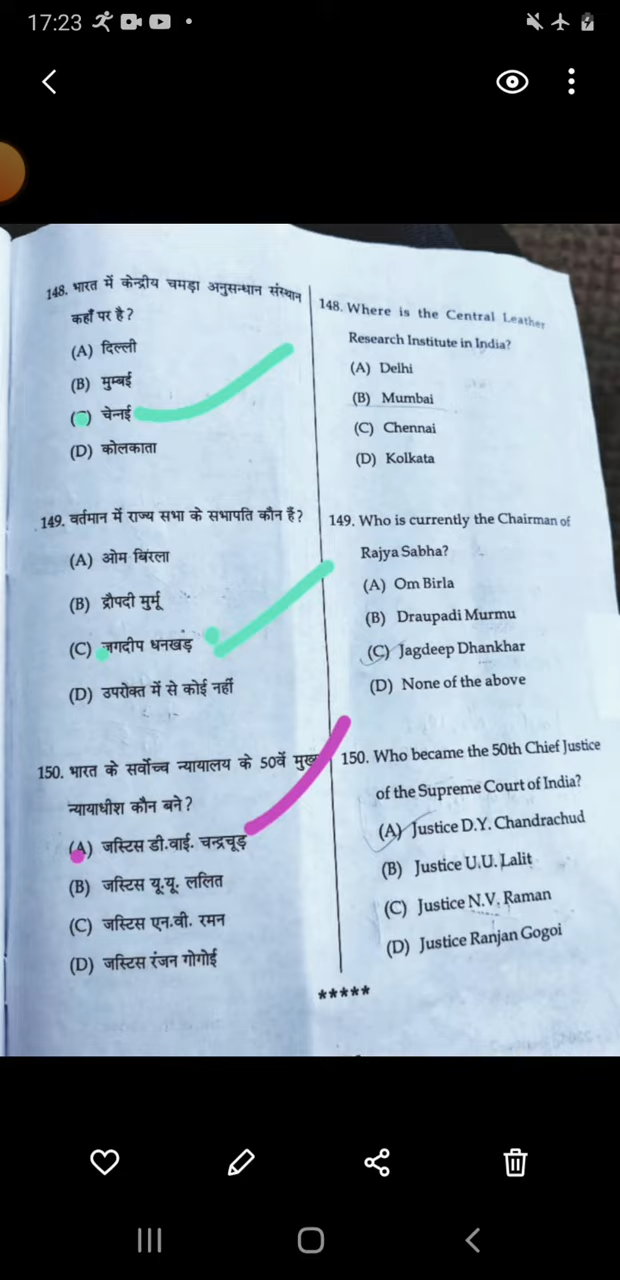 17:23
148. भारत में केन्द्रीय चमड़ा अनुसन्धान संस्थान
कहाँ पर है?
(A) दिल्ली
(B) मुम्बई
(C) चेन्नई
(D) कोलकाता
149. वर्तमान में राज्य सभा के सभापति कौन हैं?
(A) ओम बिरला
(B) द्रौपदी मुर्मू
(C) जगदीप धनखड़
(D) उपरोक्त में से कोई नहीं
150. भारत के सर्वोच्च न्यायालय के 50वें
न्यायाधीश कौन बने?
(A) जस्टिस डी.वाई. चन्द्रचूड़
(B) जस्टिस यू.यू. ललित
(C) जस्टिस एन.वी. रमन
(D) जस्टिस रंजन गोगोई
148. Where is the Central Leather
Research Institute in India?
(A) Delhi
(B) Mumbai
(C) Chennai
(D) Kolkata
149. Who is currently the Chairman of
Rajya Sabha?
(A) Om Birla
(B) Draupadi Murmu
(C) Jagdeep Dhankhar
(D) None of the above
150. Who became the 50th Chief Justice
of the Supreme Court of India?
(A) Justice D.Y. Chandrachud
(B) Justice U.U. Lalit
(C) Justice N.V. Raman
(D) Justice Ranjan Gogoi
*****